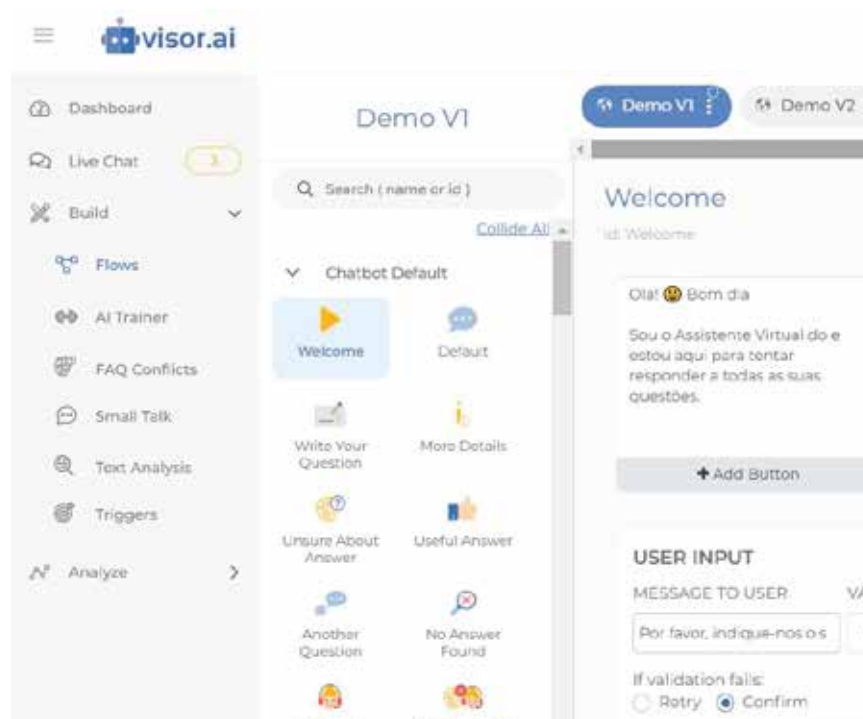 visor.ai
Dashboard
Live Chat
3
Build
Flows
AI Trainer
FAQ Conflicts
Small Talk
Text Analysis
Triggers
Analyze
Demo V1
Search ( name or id )
Collide All
Chatbot Default
Welcome
Default
Write Your
Question
More Details
Unsure About
Answer
Useful Answer
Another
Question
No Answer
Found
Demo V1
Demo V2
Welcome
id: Welcome
Olá! Bom dia
Sou o Assistente Virtual do e
estou aqui para tentar
responder a todas as suas
questões.
+ Add Button
USER INPUT
MESSAGE TO USER
VA
Por favor, indique-nos o s
If validation fails:
Retry
Confirm